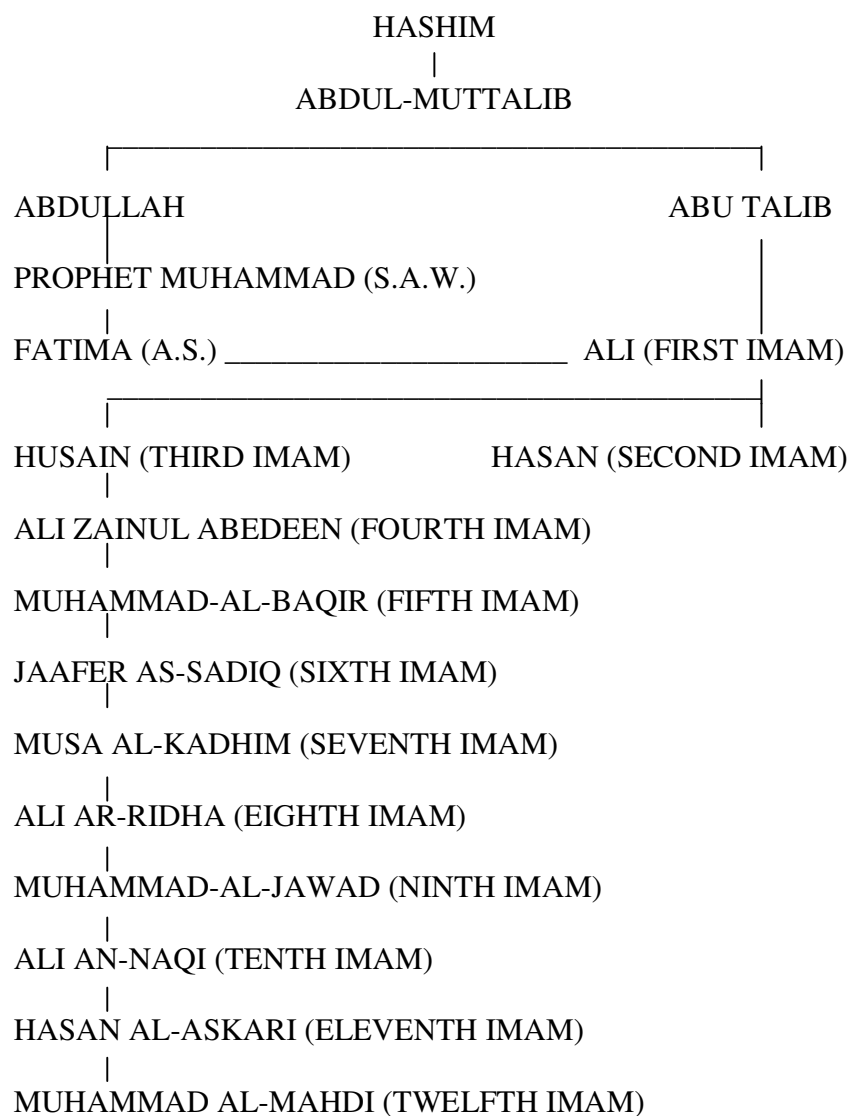 HASHIM
ABDUL-MUTTALIB
ABDULLAH ABU TALIB
PROPHET MUHAMMAD (S.A.W.)
FATIMA (A.S.) ______________________ ALI (FIRST IMAM)
HUSAIN (THIRD IMAM) HASAN (SECOND IMAM)
ALI ZAINUL ABEDEEN (FOURTH IMAM)
MUHAMMAD-AL-BAQIR (FIFTH IMAM)
JAAFER AS-SADIQ (SIXTH IMAM)
MUSA AL-KADHIM (SEVENTH IMAM)
ALI AR-RIDHA (EIGHTH IMAM)
MUHAMMAD-AL-JAWAD (NINTH IMAM)
ALI AN-NAQI (TENTH IMAM)
HASAN AL-ASKARI (ELEVENTH IMAM)
MUHAMMAD AL-MAHDI (TWELFTH IMAM)